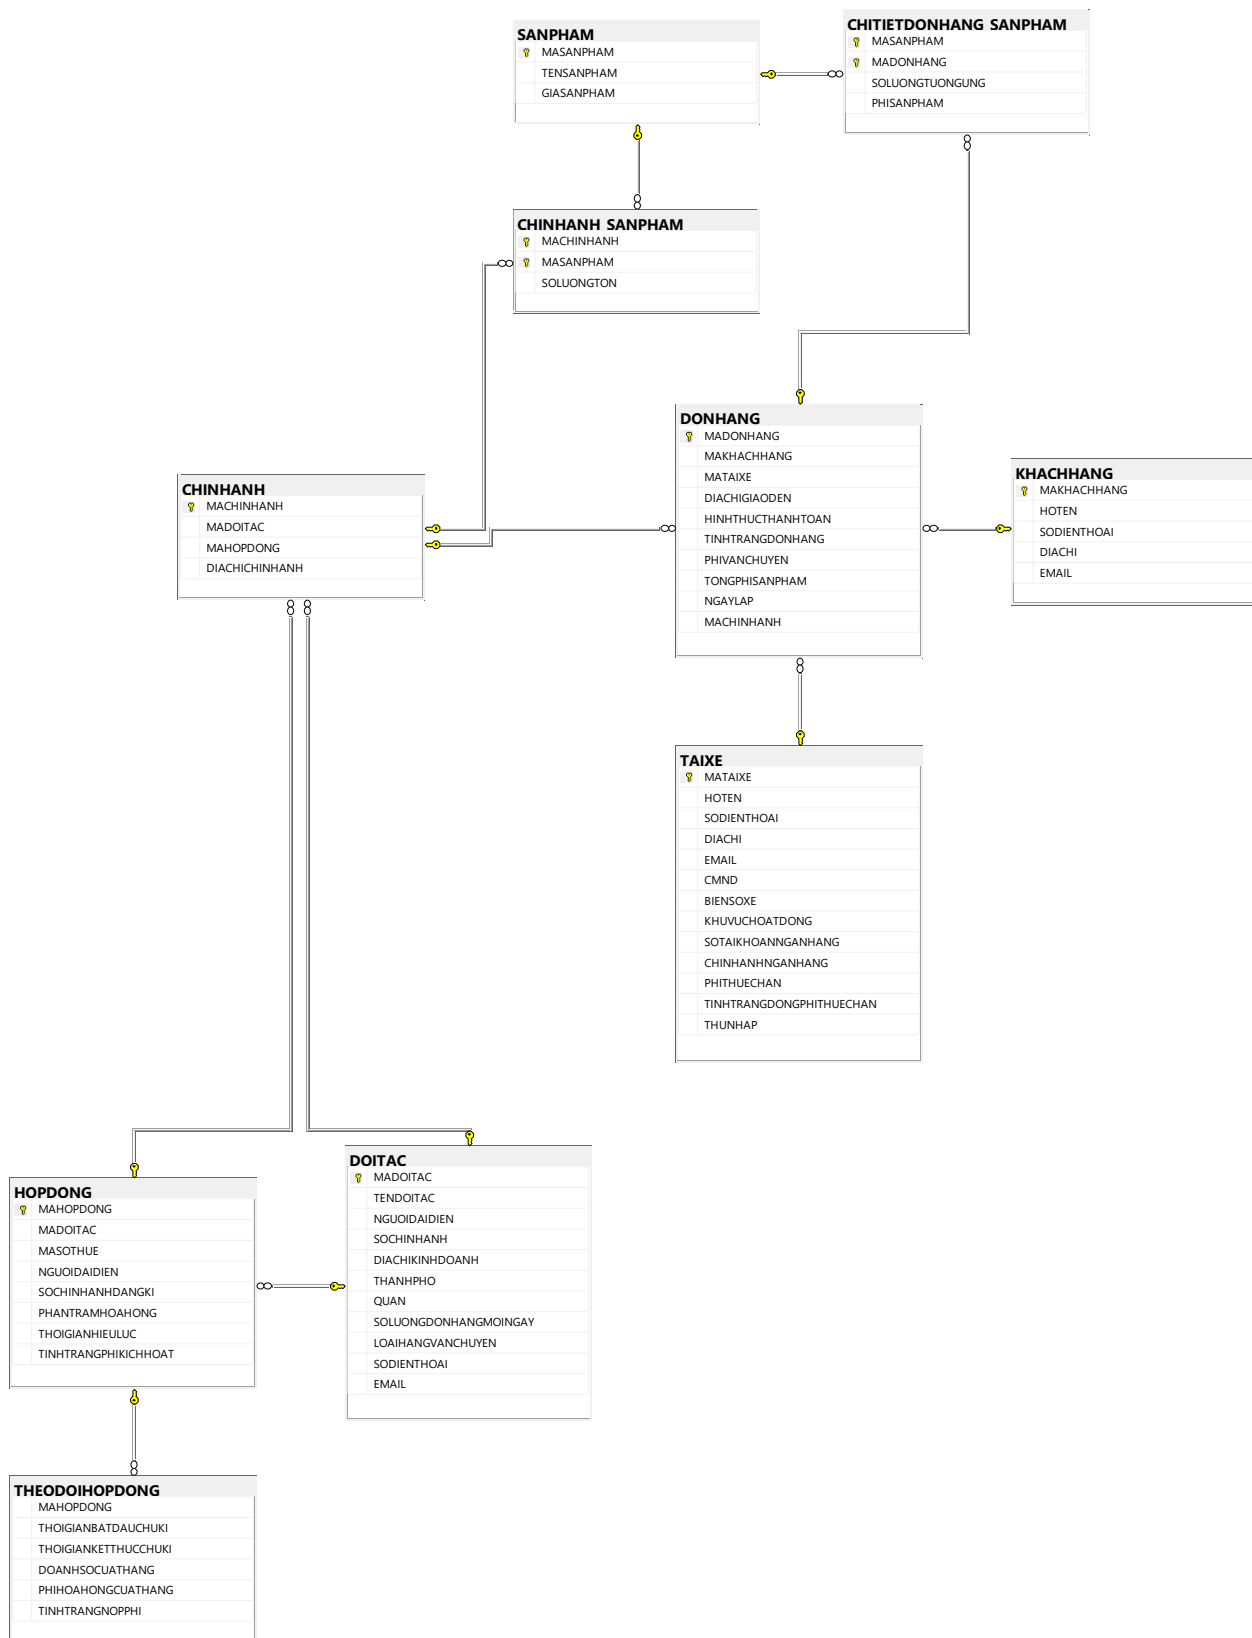 SANPHAM
MASANPHAM
TENSANPHAM
GIASANPHAM
CHITIETDONHANG SANPHAM
MASANPHAM
MADONHANG
SOLUONGTUONGUNG
PHISANPHAM
CHINHANH SANPHAM
MACHINHANH
MASANPHAM
SOLUONGTON
DONHANG
MADONHANG
MAKHACHHANG
MATAIXE
DIACHIGIAODEN
HINHTHUCTHANHTOAN
TINHTRANGDONHANG
PHIVANCHUYEN
TONGPHISANPHAM
NGAYLAP
MACHINHANH
KHACHHANG
MAKHACHHANG
HOTEN
SODIENTHOAI
DIACHI
EMAIL
CHINHANH
MACHINHANH
MADOITAC
MAHOPDONG
DIACHICHINHANH
TAIXE
MATAIXE
HOTEN
SODIENTHOAI
DIACHI
EMAIL
CMND
BIENSOXE
KHUVUCHOATDONG
SOTAIKHOANNGANHANG
CHINHANHNGANHANG
PHITHUECHAN
TINHTRANGDONGPHITHUECHAN
THUNHAP
DOITAC
MADOITAC
TENDOITAC
NGUOIDAIDIEN
SOCHINHANH
DIACHIKINHDOANH
THANHPHO
QUAN
SOLUONGDONHANGMOINGAY
LOAIHANGVANCHUYEN
SODIENTHOAI
EMAIL
HOPDONG
MAHOPDONG
MADOITAC
MASOTHUE
NGUOIDAIDIEN
SOCHINHANHDANGKI
PHANTRAMHOAHONG
THOIGIANHIEULUC
TINHTRANGPHIKICHHOAT
THEODOIHOPDONG
MAHOPDONG
THOIGIANBATDAUCHUKI
THOIGIANKETTHUCCHUKI
DOANHSOCUATHANG
PHIHOAHONGCUATHANG
TINHTRANGNOPPHI